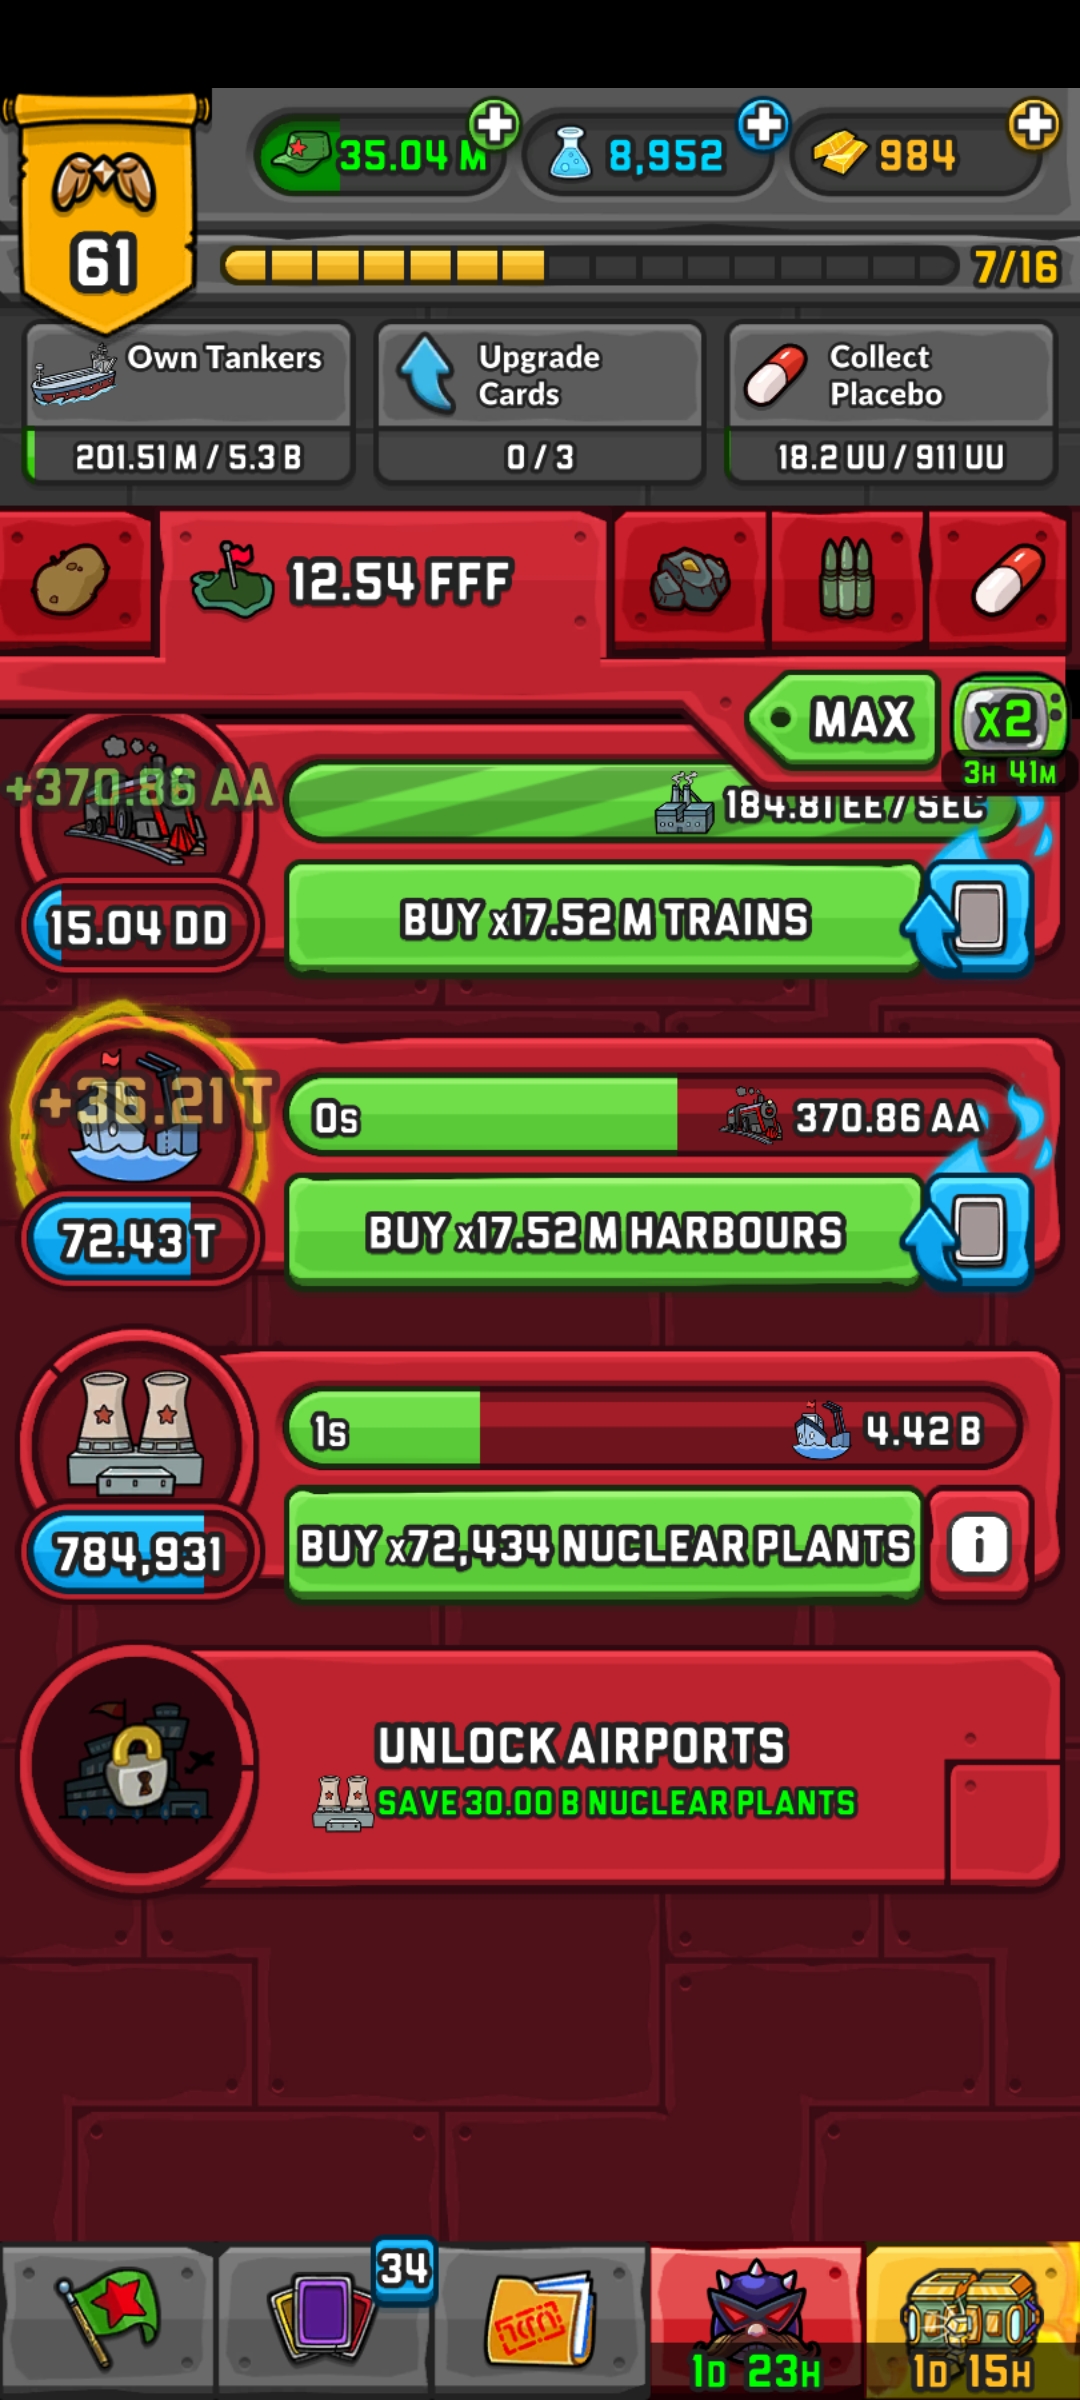 35.04 M
8,952
984
61
7/16
Own Tankers
201.51 M / 5.3 B
Upgrade
Cards
0 / 3
Collect
Placebo
18.2 UU / 911 UU
12.54 FFF
MAX
x2
3H 41M
+370.86 AA
184.81 EE / SEC
15.04 DD
BUY x17.52 M TRAINS
+36.21 T
0s
370.86 AA
72.43 T
BUY x17.52 M HARBOURS
1s
4.42 B
784,931
BUY x72,434 NUCLEAR PLANTS
i
UNLOCK AIRPORTS
SAVE 30.00 B NUCLEAR PLANTS
34
1D 23H
1D 15H